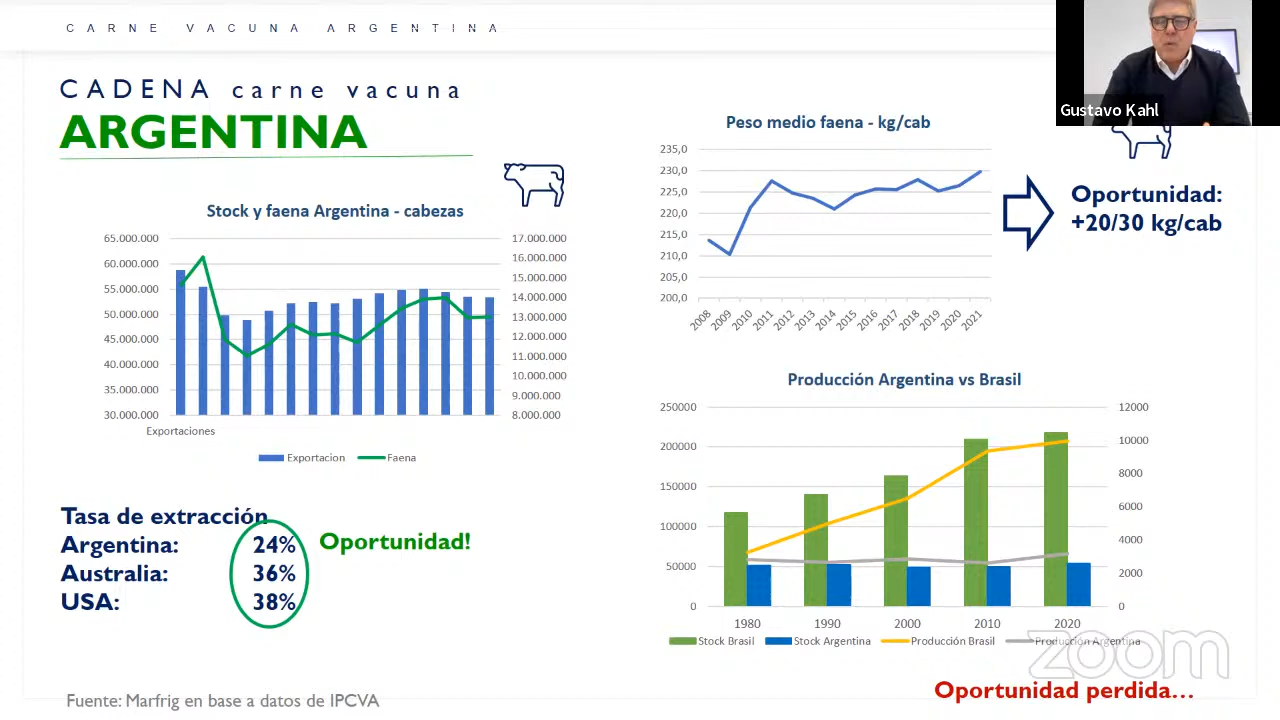 CARNE VACUNA ARGENTINA
CADENA carne vacuna
ARGENTINA
Gustavo Kahl
Stock y faena Argentina - cabezas
65.000.000
60.000.000
55.000.000
50.000.000
45.000.000
40.000.000
35.000.000
30.000.000
17.000.000
16.000.000
15.000.000
14.000.000
13.000.000
12.000.000
11.000.000
10.000.000
9.000.000
8.000.000
Exportaciones
Exportacion
Faena
Peso medio faena - kg/cab
235,0
230,0
225,0
220,0
215,0
210,0
205,0
200,0
2008 2009 2010 2011 2012 2013 2014 2015 2016 2017 2018 2019 2020 2021
Oportunidad:
+20/30 kg/cab
Tasa de extracción
Argentina: 24%
Australia: 36%
USA: 38%
Oportunidad!
Producción Argentina vs Brasil
250000
200000
150000
100000
50000
0
12000
10000
8000
6000
4000
2000
0
1980 1990 2000 2010 2020
Stock Brasil Stock Argentina Producción Brasil Producción Argentina
zoom
Oportunidad perdida...
Fuente: Marfrig en base a datos de IPCVA